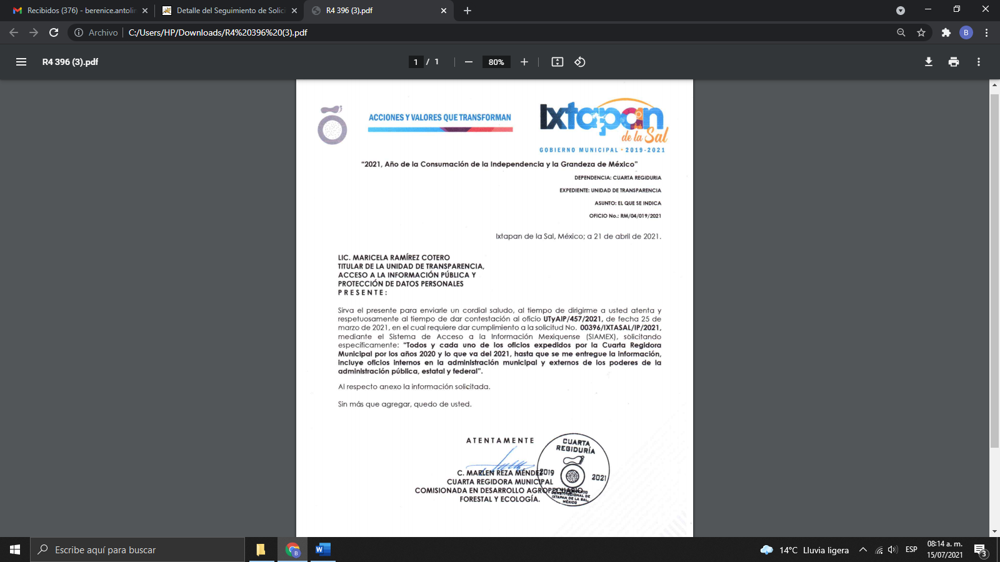 Recibidos (376) - berenice.antolin
Detalle del Seguimiento de Solici
R4 396 (3).pdf
Archivo
C:/Users/HP/Downloads/R4%20396%20(3).pdf
R4 396 (3).pdf
1 / 1
80%
ACCIONES Y VALORES QUE TRANSFORMAN
Ixtapan
de la Sal
GOBIERNO MUNICIPAL • 2019-2021
"2021, Año de la Consumación de la Independencia y la Grandeza de México"
DEPENDENCIA: CUARTA REGIDURIA
EXPEDIENTE: UNIDAD DE TRANSPARENCIA
ASUNTO: EL QUE SE INDICA
OFICIO No.: RM/04/019/2021
Ixtapan de la Sal, México; a 21 de abril de 2021.
LIC. MARICELA RAMÍREZ COTERO
TITULAR DE LA UNIDAD DE TRANSPARENCIA,
ACCESO A LA INFORMACIÓN PÚBLICA Y
PROTECCIÓN DE DATOS PERSONALES
P R E S E N T E :
Sirva el presente para enviarle un cordial saludo, al tiempo de dirigirme a usted atenta y
respetuosamente al tiempo de dar contestación al oficio UTyAIP/457/2021, de fecha 25 de
marzo de 2021, en el cual requiere dar cumplimiento a la solicitud No. 00396/IXTASAL/IP/2021,
mediante el Sistema de Acceso a la Información Mexiquense (SIAMEX), solicitando
específicamente: "Todos y cada uno de los oficios expedidos por la Cuarta Regidora
Municipal por los años 2020 y lo que va del 2021, hasta que se me entregue la información,
incluye oficios internos en la administración municipal y externos de los poderes de la
administración pública, estatal y federal".
Al respecto anexo la información solicitada.
Sin más que agregar, quedo de usted.
A T E N T A M E N T E
C. MARLEN REZA MÉNDEZ
CUARTA REGIDORA MUNICIPAL
COMISIONADA EN DESARROLLO AGROPECUARIO
FORESTAL Y ECOLOGÍA.
CUARTA
REGIDURÍA
2019
2021
CONSTITUCIONAL DE
IXTAPAN DE LA SAL,
MÉXICO
Escribe aquí para buscar
14°C Lluvia ligera
ESP
08:14 a. m.
15/07/2021
3